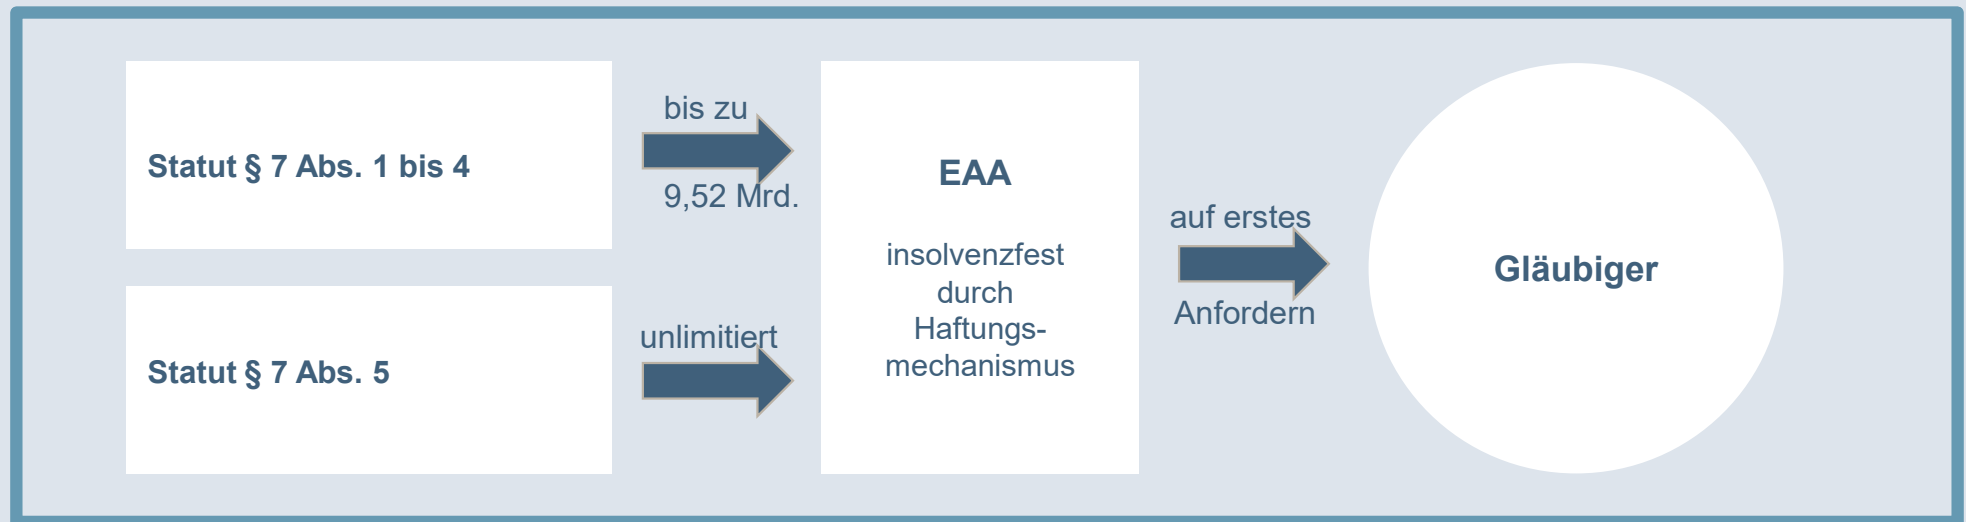 Statut § 7 Abs. 1 bis 4
bis zu
9,52 Mrd.
Statut § 7 Abs. 5
unlimitiert
EAA
insolvenzfest
durch
Haftungs-
mechanismus
auf erstes
Anfordern
Gläubiger